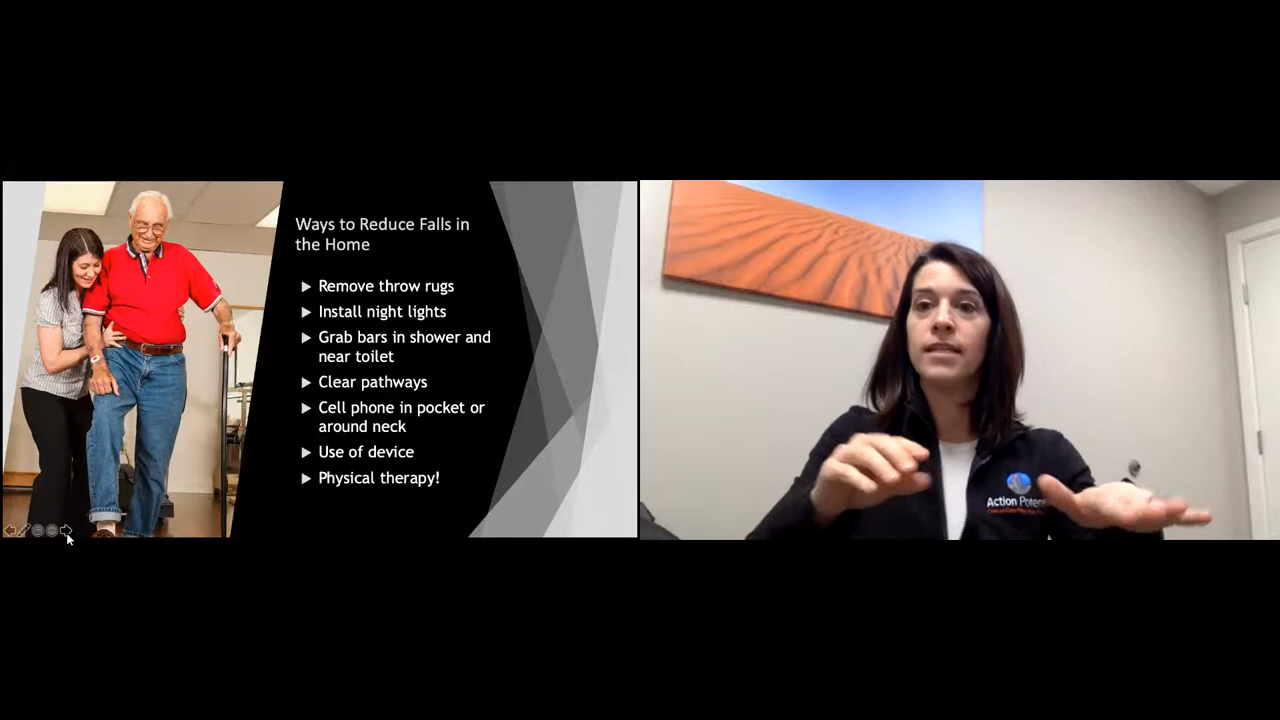 Ways to Reduce Falls in
the Home
Remove throw rugs
Install night lights
Grab bars in shower and
near toilet
Clear pathways
Cell phone in pocket or
around neck
Use of device
Physical therapy!
Action